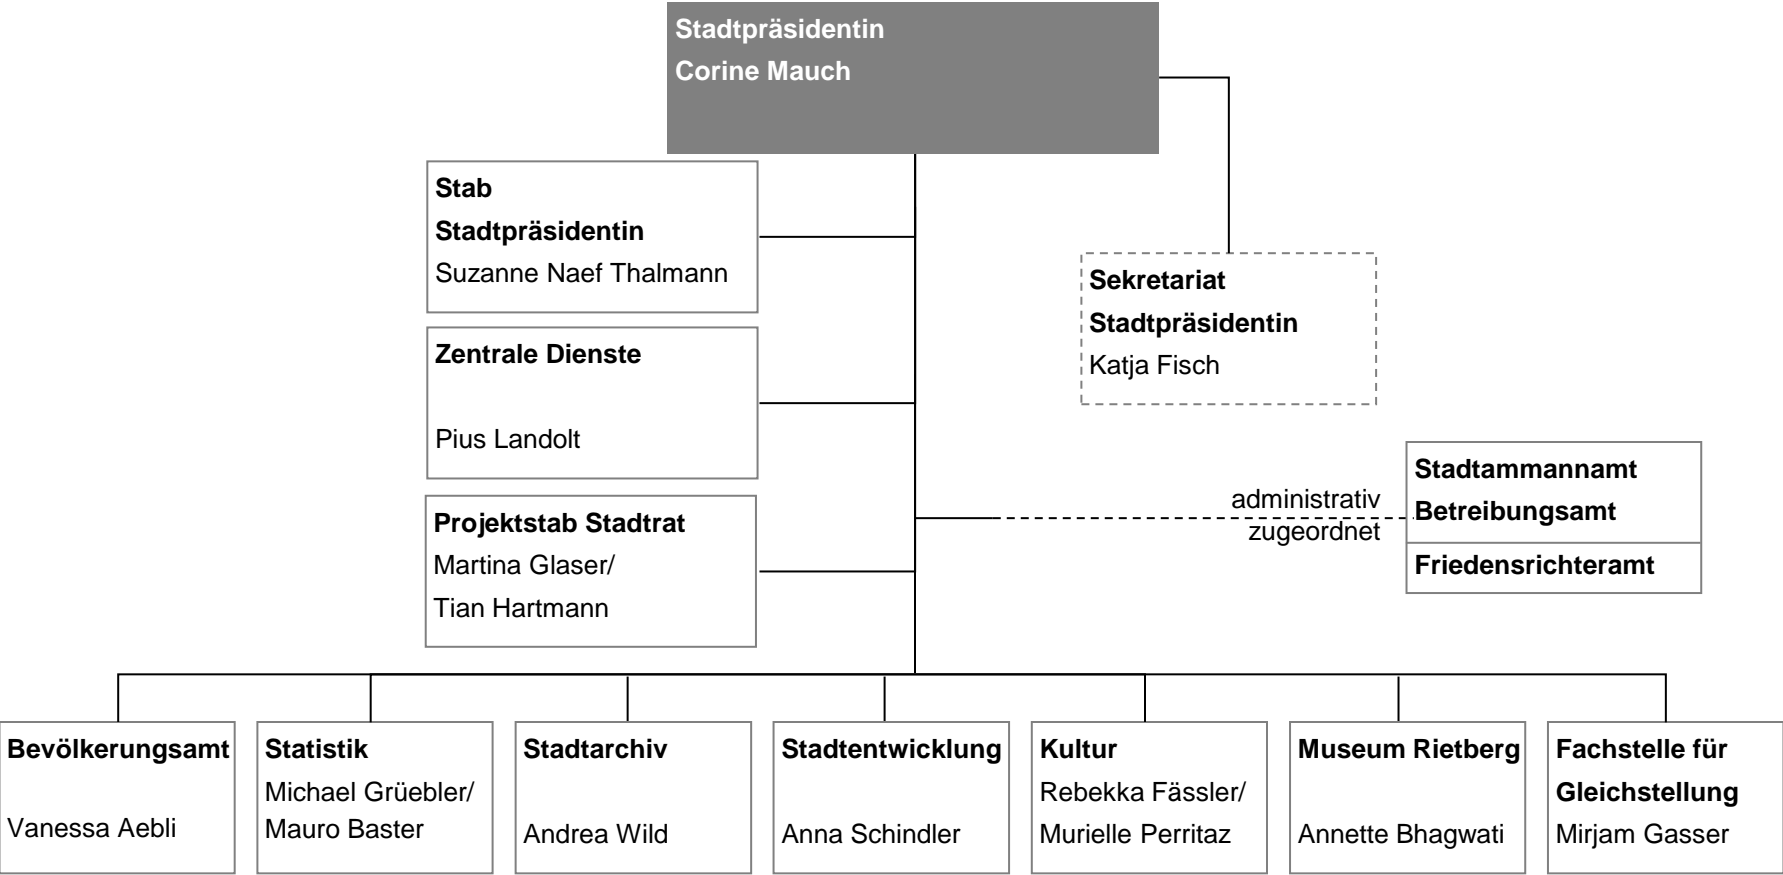 Stadtpräsidentin
Corine Mauch
Stab
Stadtpräsidentin
Suzanne Naef Thalmann
Sekretariat
Stadtpräsidentin
Katja Fisch
Zentrale Dienste
Pius Landolt
administrativ
zugeordnet
Stadtammannamt
Betreibungsamt
Friedensrichteramt
Projektstab Stadtrat
Martina Glaser/
Tian Hartmann
Bevölkerungsamt
Vanessa Aebli
Statistik
Michael Grüebler/
Mauro Baster
Stadtarchiv
Andrea Wild
Stadtentwicklung
Anna Schindler
Kultur
Rebekka Fässler/
Murielle Perritaz
Museum Rietberg
Annette Bhagwati
Fachstelle für
Gleichstellung
Mirjam Gasser